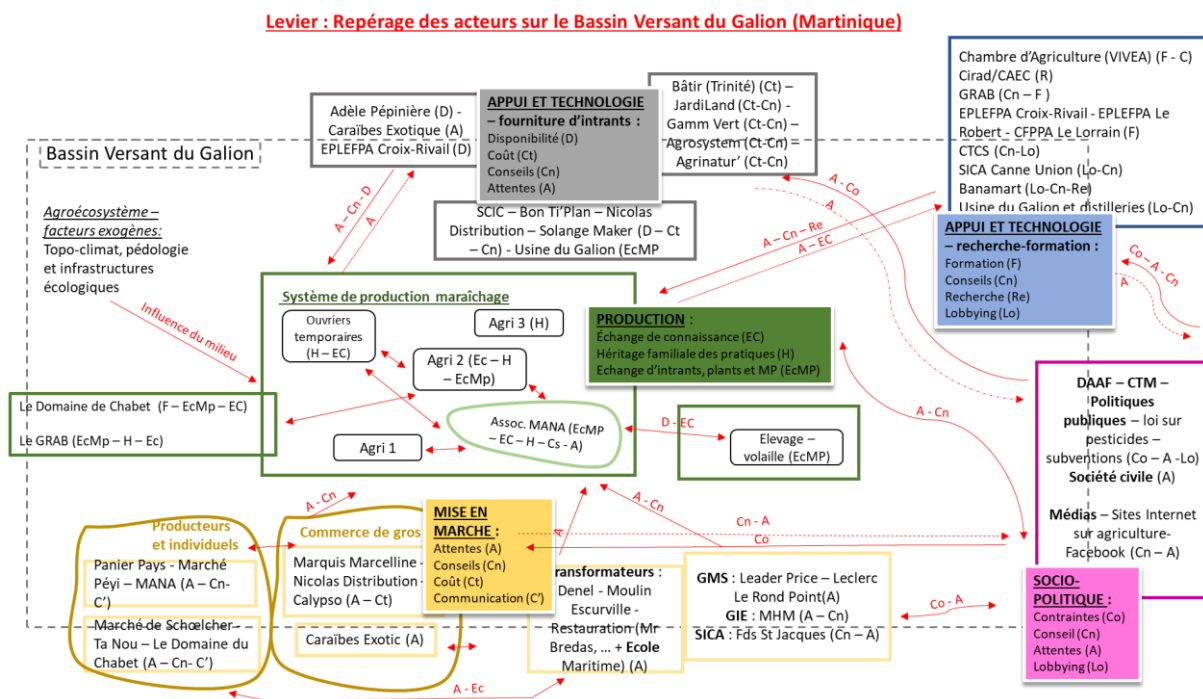 Levier : Repérage des acteurs sur le Bassin Versant du Galion (Martinique)
Adèle Pépinière (D) -
Caraïbes Exotique (A)
EPLEFPA Croix-Rivail (D)
APPUI ET TECHNOLOGIE
– fourniture d'intrants :
Disponibilité (D)
Coût (Ct)
Conseils (Cn)
Attentes (A)
Bâtir (Trinité) (Ct) –
JardiLand (Ct-Cn) -
Gamm Vert (Ct-Cn) –
Agrosystem (Ct-Cn) –
Agrinatur' (Ct-Cn)
Chambre d'Agriculture (VIVEA) (F - C)
Cirad/CAEC (R)
GRAB (Cn – F )
EPLEFPA Croix-Rivail - EPLEFPA Le
Robert - CFPPA Le Lorrain (F)
CTCS (Cn-Lo)
SICA Canne Union (Lo-Cn)
Banamart (Lo-Cn-Re)
Usine du Galion et distilleries (Lo-Cn)
Bassin Versant du Galion
Agroécosystème –
facteurs exogènes:
Topo-climat, pédologie
et infrastructures
écologiques
Influence du milieu
A – Cn - D
A
SCIC – Bon Ti'Plan – Nicolas
Distribution – Solange Maker (D – Ct
– Cn) - Usine du Galion (EcMP
A - Co
A
A – Cn – Re
A – EC
APPUI ET TECHNOLOGIE
– recherche-formation :
Formation (F)
Conseils (Cn)
Recherche (Re)
Lobbying (Lo)
Co – A - Cn
A
Système de production maraîchage
Ouvriers
temporaires
(H – EC)
Agri 3 (H)
Agri 2 (Ec – H
– EcMp)
Agri 1
Assoc. MANA (EcMP
– EC – H – Cs - A)
PRODUCTION :
Échange de connaissance (EC)
Héritage familiale des pratiques (H)
Echange d'intrants, plants et MP (EcMP)
Le Domaine de Chabet (F – EcMp – EC)
Le GRAB (EcMp – H – Ec)
D - EC
Elevage –
volaille (EcMP)
A - Cn
DAAF – CTM –
Politiques
publiques – loi sur
pesticides –
subventions (Co – A -Lo)
Société civile (A)
Médias – Sites Internet
sur agriculture-
Facebook (Cn – A)
SOCIO-
POLITIQUE :
Contraintes (Co)
Conseil (Cn)
Attentes (A)
Lobbying (Lo)
A - Cn
A
A - Cn
Cn - A
Co
Producteurs
et individuels
Panier Pays - Marché
Péyi – MANA (A – Cn-
C')
Marché de Schœlcher –
Ta Nou – Le Domaine du
Chabet (A – Cn- C')
Commerce de gros
Marquis Marcelline -
Nicolas Distribution -
Calypso (A – Ct)
Caraïbes Exotic (A)
MISE EN
MARCHE :
Attentes (A)
Conseils (Cn)
Coût (Ct)
Communication (C')
ransformateurs :
Denel - Moulin
Escurville -
Restauration (Mr
Bredas, ... + Ecole
Maritime) (A)
GMS : Leader Price – Leclerc
Le Rond Point(A)
GIE : MHM (A – Cn)
SICA : Fds St Jacques (Cn – A)
Co - A
A - Ec